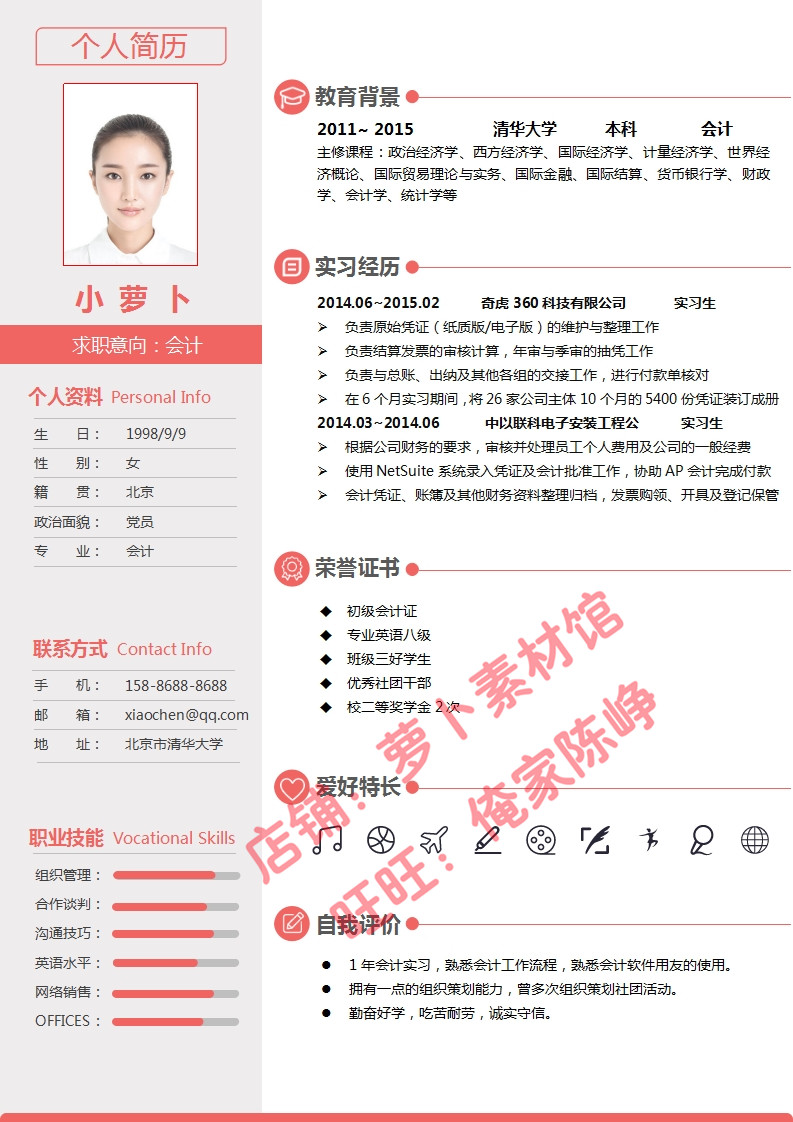 个人简历
小 萝 卜
求职意向：会计
个人资料 Personal Info
生 日： 1998/9/9
性 别： 女
籍 贯： 北京
政治面貌： 党员
专 业： 会计
联系方式 Contact Info
手 机： 158-8688-8688
邮 箱： xiaochen@qq.com
地 址： 北京市清华大学
职业技能 Vocational Skills
组织管理：
合作谈判：
沟通技巧：
英语水平：
网络销售：
OFFICES：
教育背景
2011~ 2015 清华大学 本科 会计
主修课程：政治经济学、西方经济学、国际经济学、计量经济学、世界经
济概论、国际贸易理论与实务、国际金融、国际结算、货币银行学、财政
学、会计学、统计学等
实习经历
2014.06~2015.02 奇虎 360 科技有限公司 实习生
负责原始凭证（纸质版/电子版）的维护与整理工作
负责结算发票的审核计算，年审与季审的抽凭工作
负责与总账、出纳及其他各组的交接工作，进行付款单核对
在 6 个月实习期间，将 26 家公司主体 10 个月的 5400 份凭证装订成册
2014.03~2014.06 中以联科电子安装工程公 实习生
根据公司财务的要求，审核并处理员工个人费用及公司的一般经费
使用 NetSuite 系统录入凭证及会计批准工作，协助 AP 会计完成付款
会计凭证、账簿及其他财务资料整理归档，发票购领、开具及登记保管
荣誉证书
初级会计证
专业英语八级
班级三好学生
优秀社团干部
校二等奖学金 2 次
爱好特长
自我评价
1 年会计实习，熟悉会计工作流程，熟悉会计软件用友的使用。
拥有一点的组织策划能力，曾多次组织策划社团活动。
勤奋好学，吃苦耐劳，诚实守信。
店铺：萝卜素材馆
旺旺：俺家陈峥